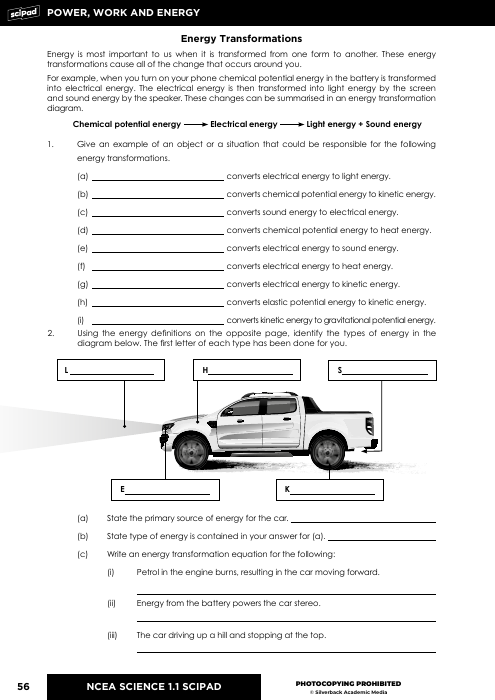 scipad POWER, WORK AND ENERGY
Energy Transformations
Energy is most important to us when it is transformed from one form to another. These energy
transformations cause all of the change that occurs around you.
For example, when you turn on your phone chemical potential energy in the battery is transformed
into electrical energy. The electrical energy is then transformed into light energy by the screen
and sound energy by the speaker. These changes can be summarised in an energy transformation
diagram.
Chemical potential energy → Electrical energy → Light energy + Sound energy
1. Give an example of an object or a situation that could be responsible for the following
energy transformations.
(a) converts electrical energy to light energy.
(b) converts chemical potential energy to kinetic energy.
(c) converts sound energy to electrical energy.
(d) converts chemical potential energy to heat energy.
(e) converts electrical energy to sound energy.
(f) converts electrical energy to heat energy.
(g) converts electrical energy to kinetic energy.
(h) converts elastic potential energy to kinetic energy.
(i) converts kinetic energy to gravitational potential energy.
2. Using the energy definitions on the opposite page, identify the types of energy in the
diagram below. The first letter of each type has been done for you.
L H S
E K
(a) State the primary source of energy for the car.
(b) State type of energy is contained in your answer for (a).
(c) Write an energy transformation equation for the following:
(i) Petrol in the engine burns, resulting in the car moving forward.
(ii) Energy from the battery powers the car stereo.
(iii) The car driving up a hill and stopping at the top.
56 NCEA SCIENCE 1.1 SCIPAD PHOTOCOPYING PROHIBITED
© Silverback Academic Media